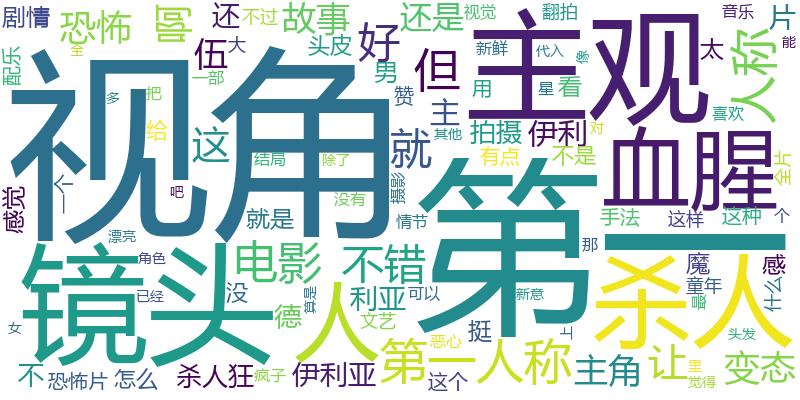 剧情
恐怖
啊
还
不过
故事
还是
视觉
翻拍
音乐
片
能
配乐
全
伍
大
头皮
好
但
主观
新鲜
代入
像
太
人称
多
把
一部
男
赞
用
星
看
喜欢
视角
给
这
主
就
拍摄
伊利
对
血腥
感觉
一个
吧
结局
除了
没有
摄影
有点
不是
全片
就是
情节
第一
手法
这样
这种
个
漂亮
镜头
电影
不错
那
杀人
魔
感
角色
没
人
利亚
可以
新意
童年
什么
已经
德
真是
文艺
挺
上
最
头发
女
不
恐怖片
怎么
杀人狂
疯子
伊利亚
恶心
第一人称
这个
主角
让
里
觉得
变态
其他